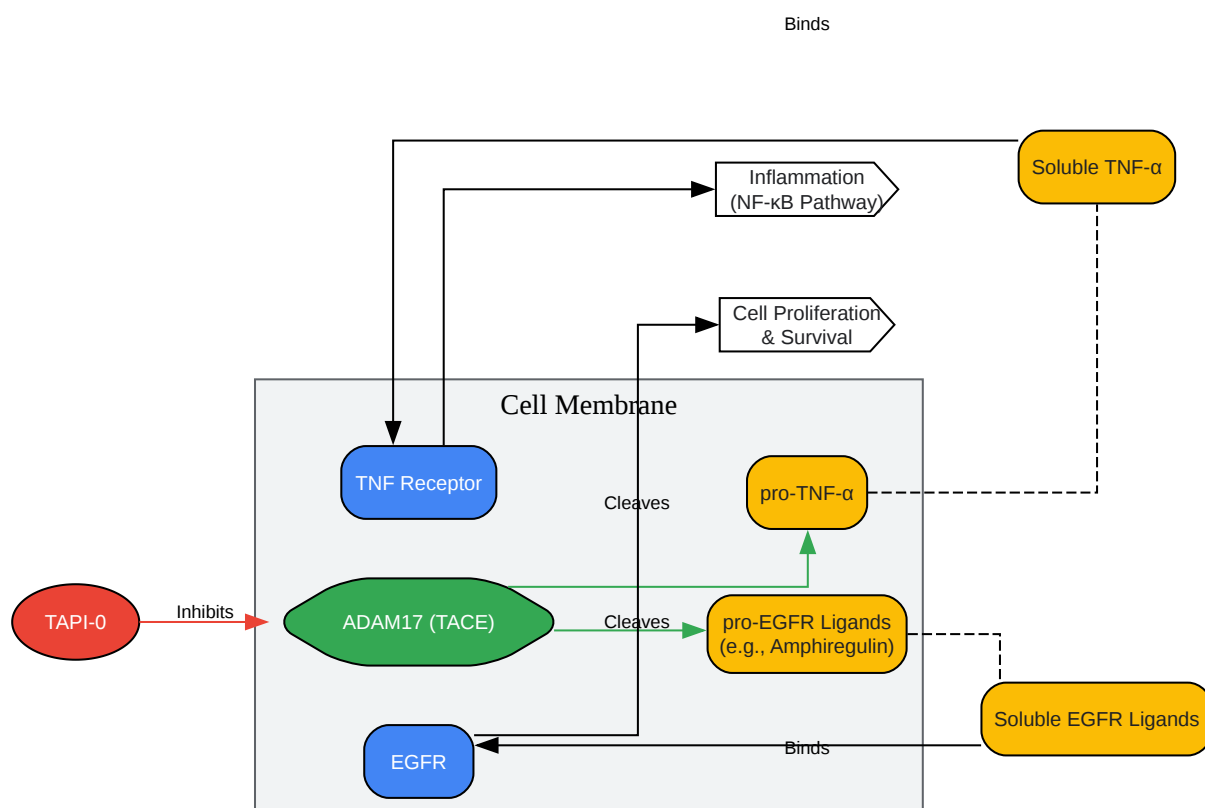 Binds
Soluble TNF-α
Inflammation
(NF-κB Pathway)
Cell Proliferation
& Survival
Cell Membrane
TNF Receptor
pro-TNF-α
Cleaves
TAPI-0
Inhibits
ADAM17 (TACE)
Cleaves
pro-EGFR Ligands
(e.g., Amphiregulin)
Soluble EGFR Ligands
EGFR
Binds